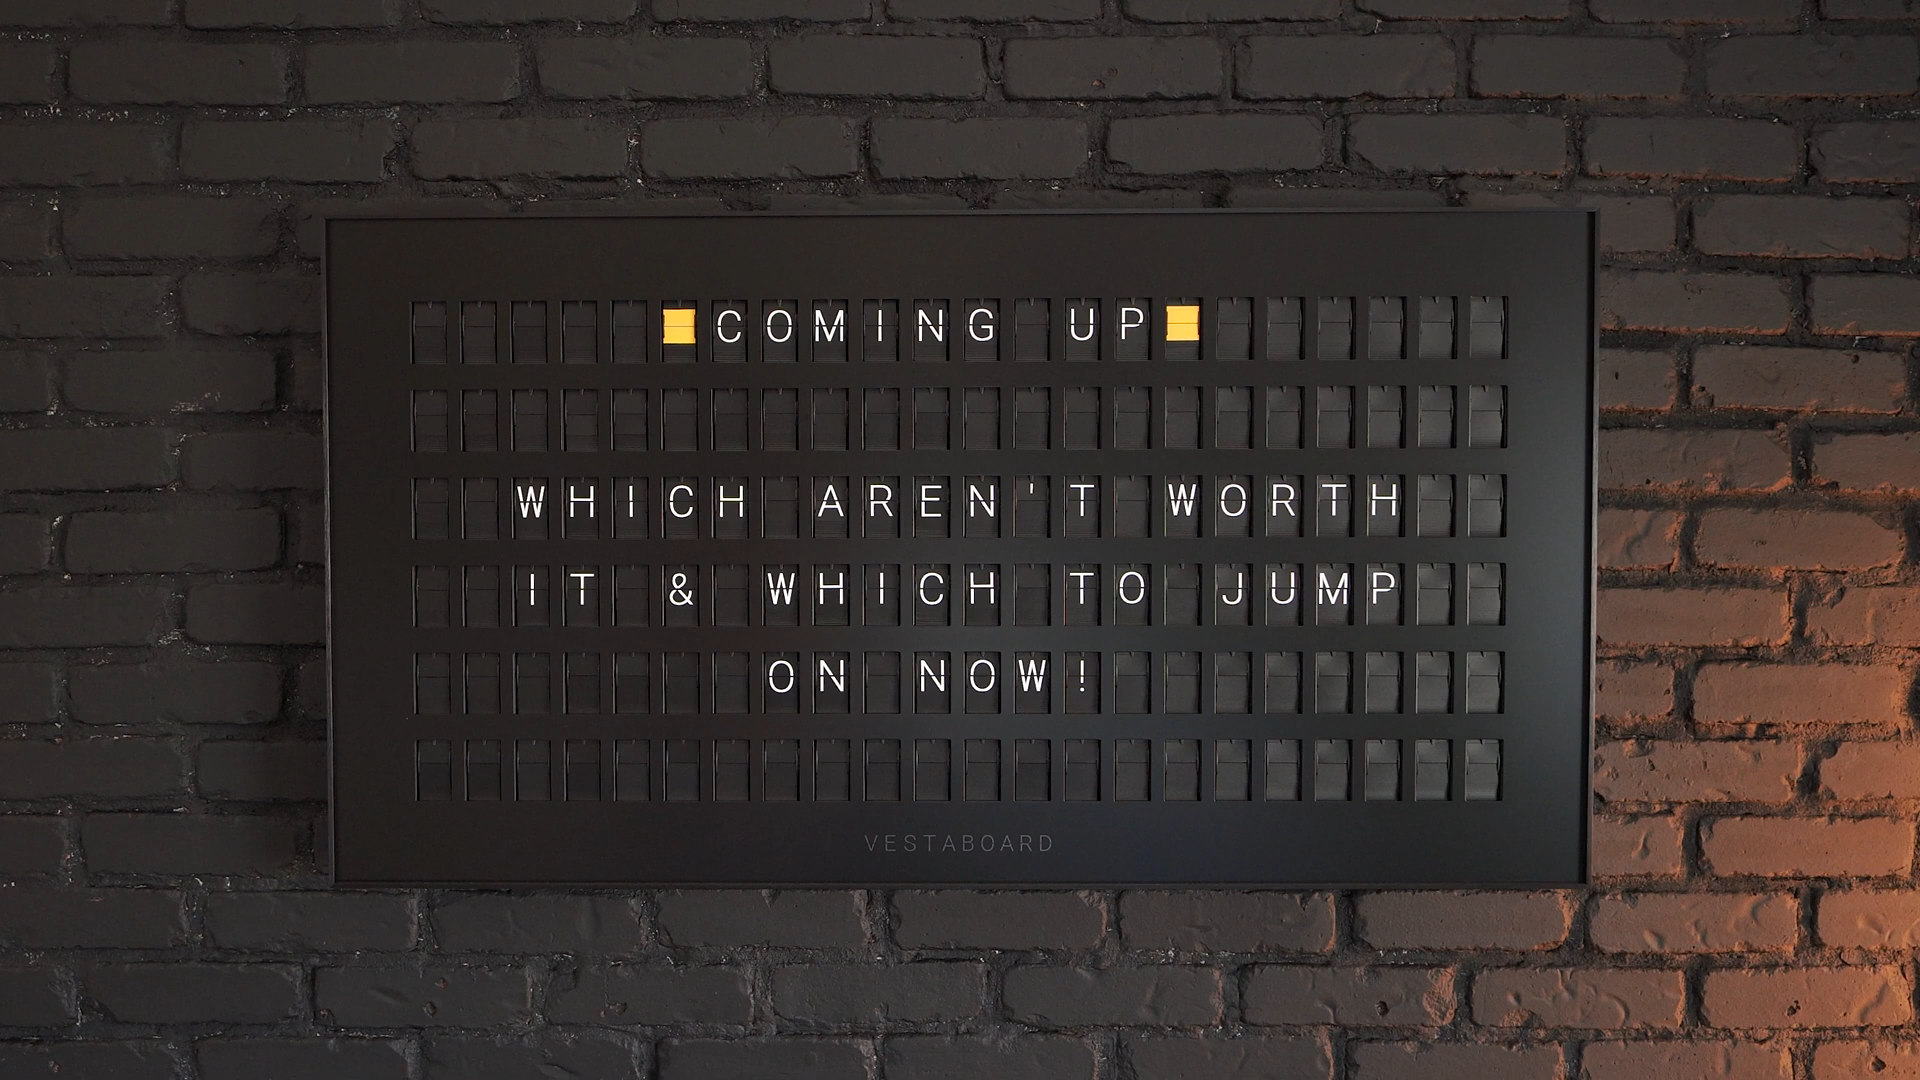 COMING UP
WHICH AREN'T WORTH
IT & WHICH TO JUMP
ON NOW!
VESTABOARD